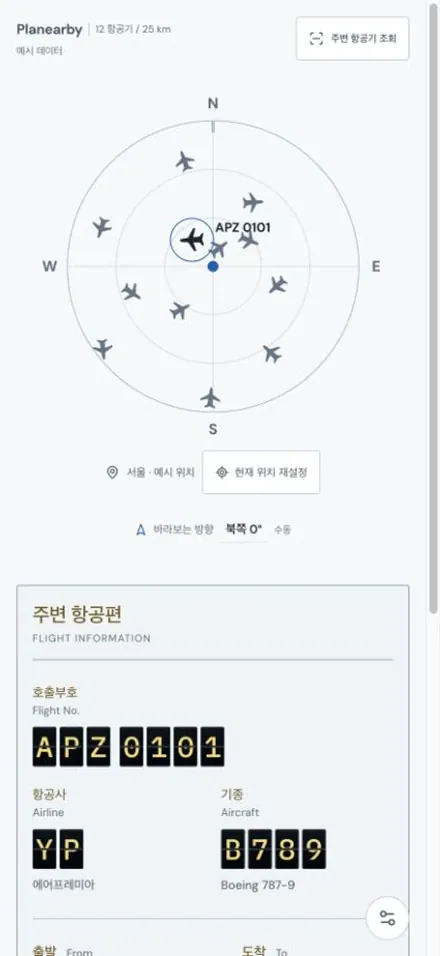 Planearby 12 항공기 / 25 km
예시 데이터
주변 항공기 조회
N
APZ 0101
W E
S
서울 · 예시 위치 현재 위치 재설정
바라보는 방향 북쪽 0° 수동
주변 항공편
FLIGHT INFORMATION
호출부호
Flight No.
APZ 0101
항공사 기종
Airline Aircraft
YP B789
에어프레미아 Boeing 787-9
출발 From 도착 To